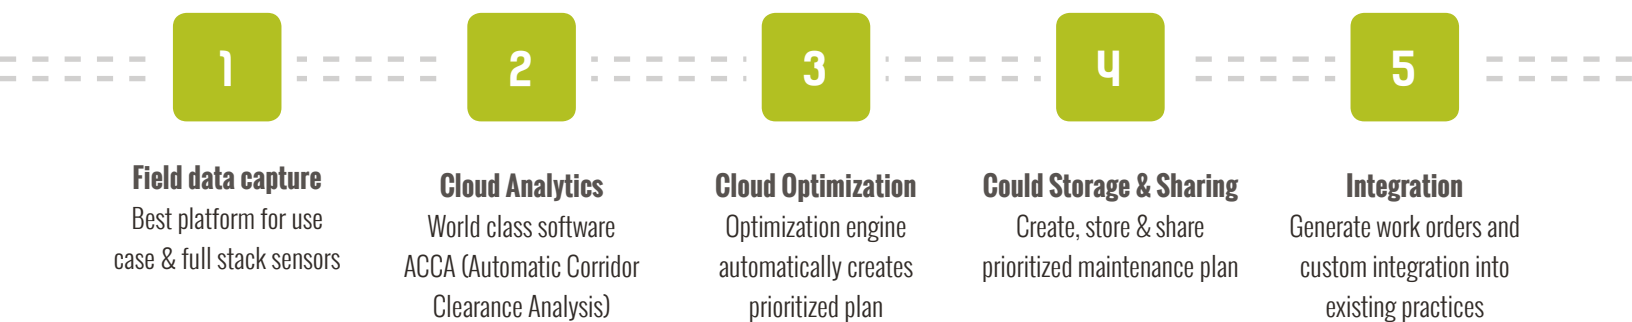 1
2
3
4
5
Field data capture
Best platform for use
case & full stack sensors
Cloud Analytics
World class software
ACCA (Automatic Corridor
Clearance Analysis)
Cloud Optimization
Optimization engine
automatically creates
prioritized plan
Could Storage & Sharing
Create, store & share
prioritized maintenance plan
Integration
Generate work orders and
custom integration into
existing practices